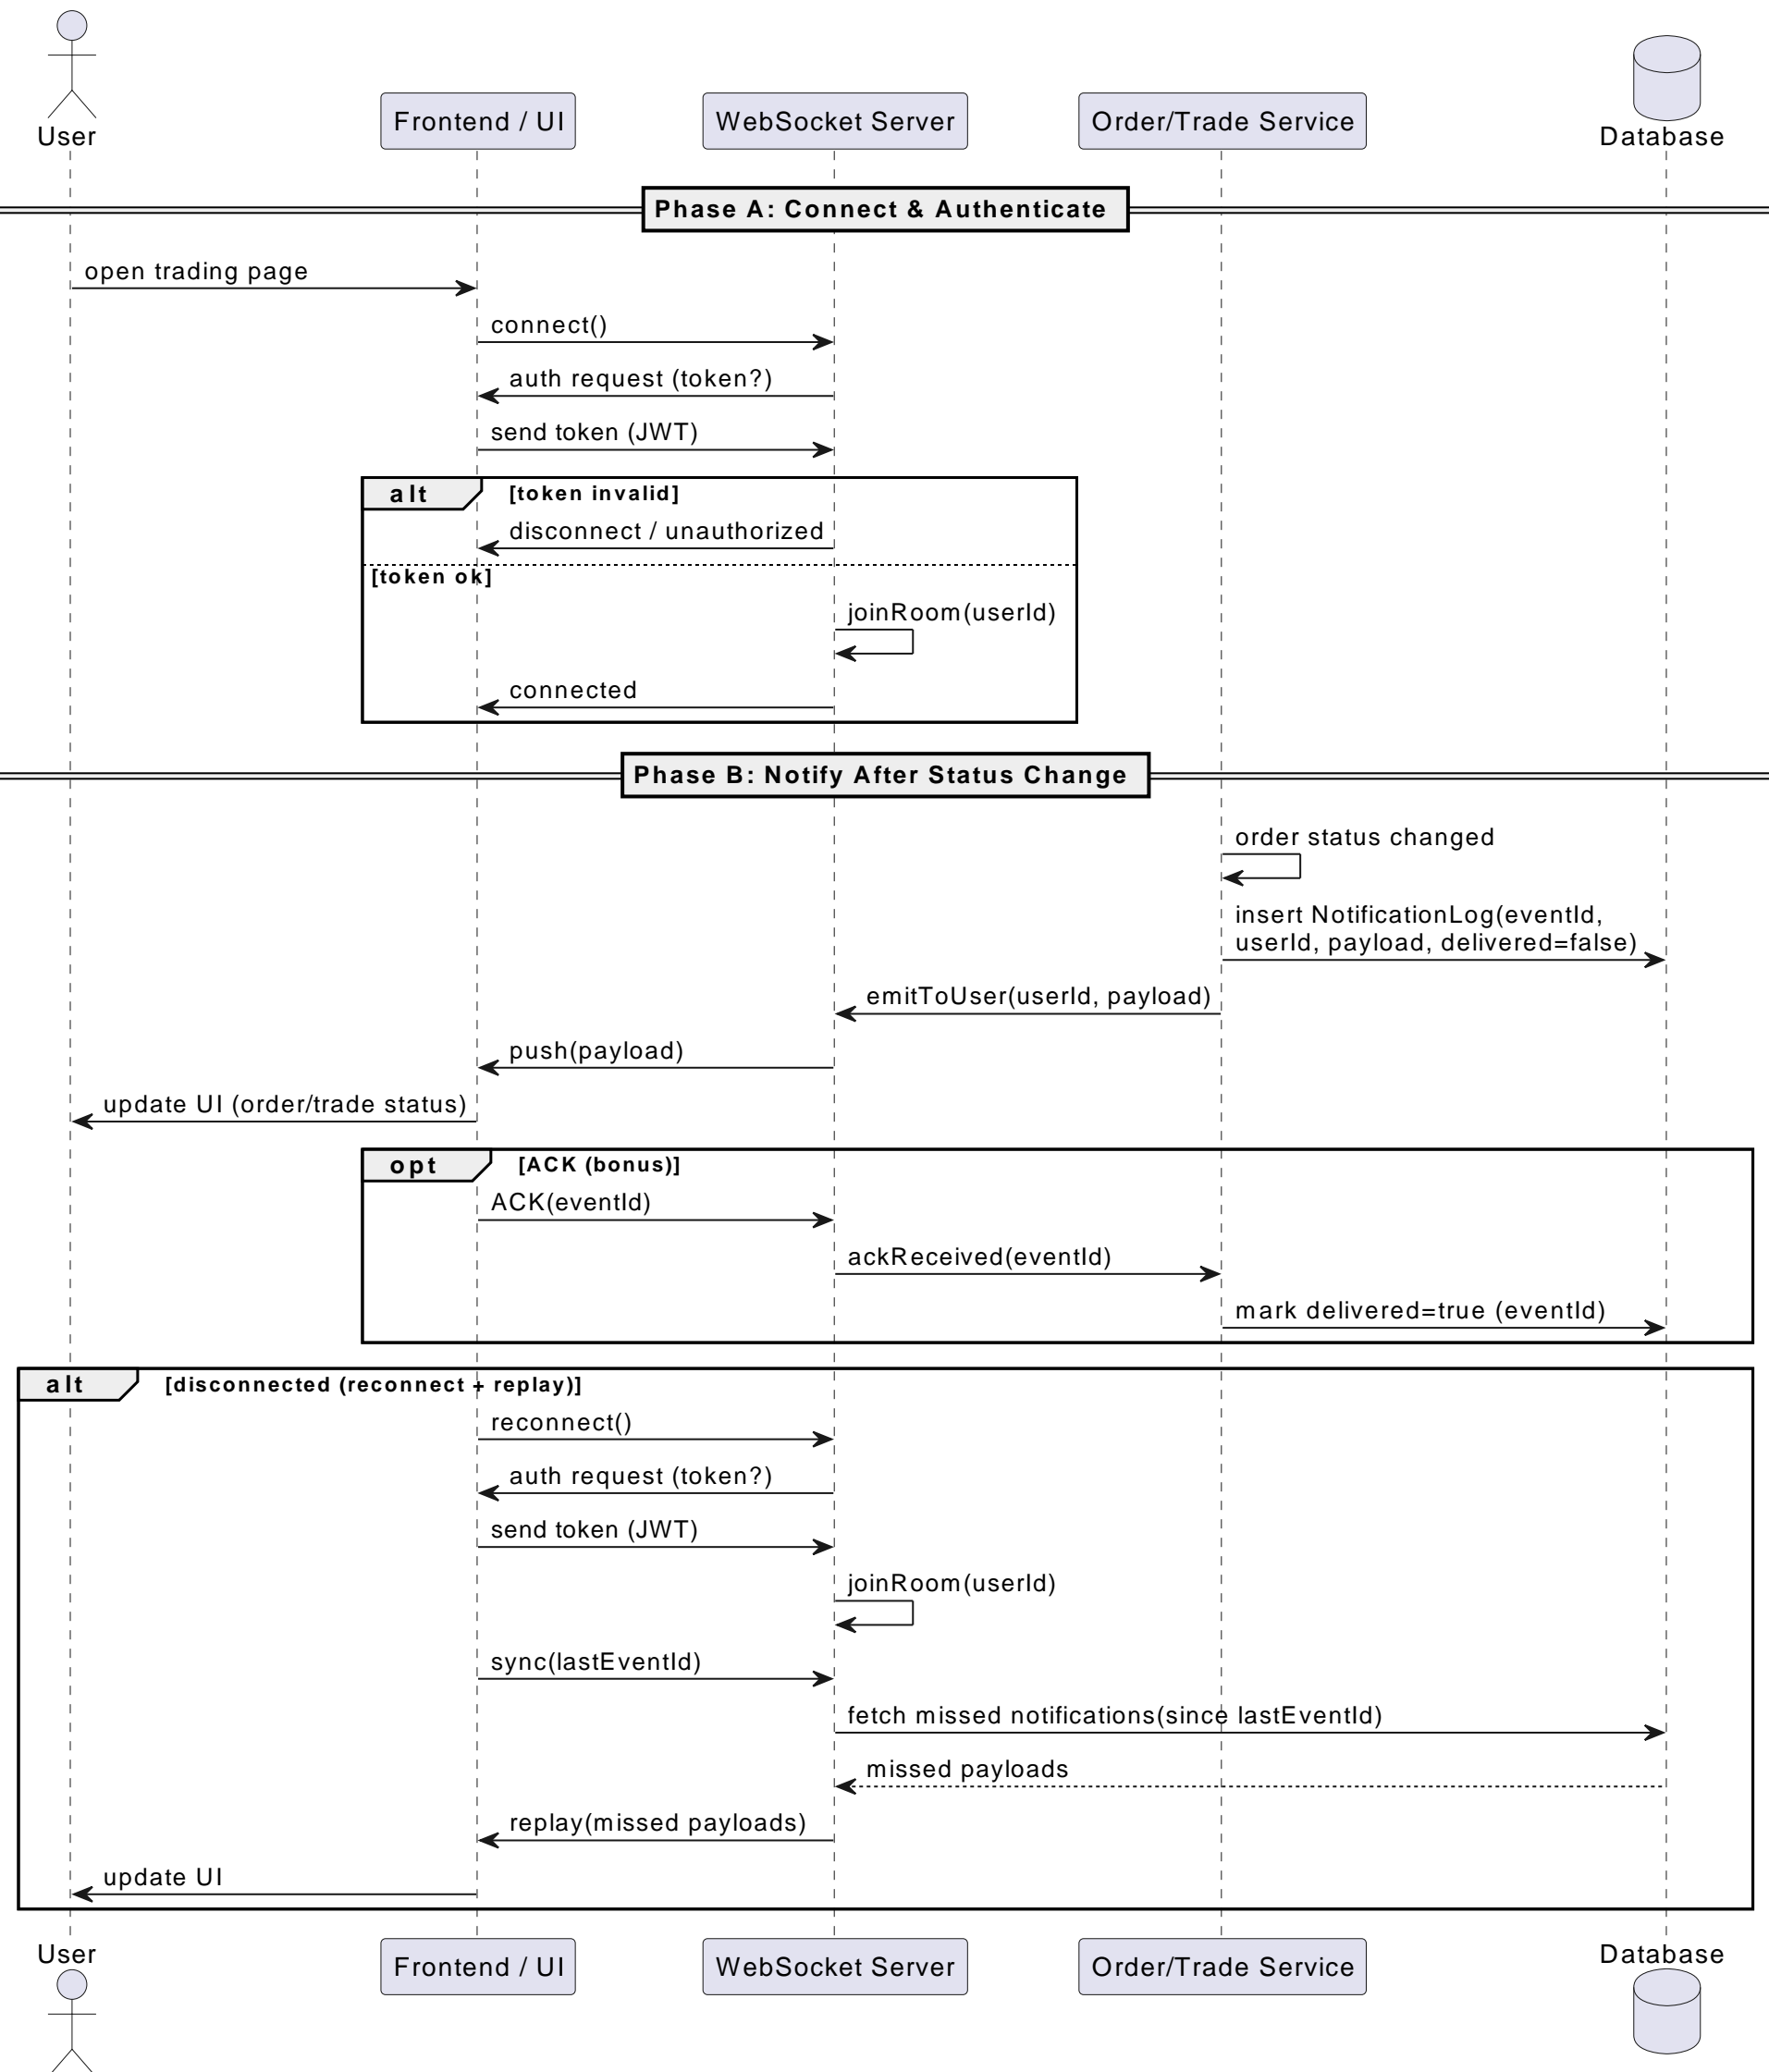 User
Frontend / UI
WebSocket Server
Order/Trade Service
Database
Phase A: Connect & Authenticate
open trading page
connect()
auth request (token?)
send token (JWT)
alt
[token invalid]
disconnect / unauthorized
[token ok]
joinRoom(userId)
connected
Phase B: Notify After Status Change
order status changed
insert NotificationLog(eventId,
userId, payload, delivered=false)
emitToUser(userId, payload)
push(payload)
update UI (order/trade status)
opt
[ACK (bonus)]
ACK(eventId)
ackReceived(eventId)
mark delivered=true (eventId)
alt
[disconnected (reconnect + replay)]
reconnect()
auth request (token?)
send token (JWT)
joinRoom(userId)
sync(lastEventId)
fetch missed notifications(since lastEventId)
missed payloads
replay(missed payloads)
update UI
User
Frontend / UI
WebSocket Server
Order/Trade Service
Database